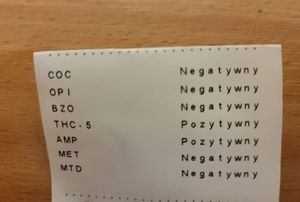 COC Negatywny
OPI Negatywny
BZO Negatywny
THC-5 Pozytywny
AMP Pozytywny
MET Negatywny
MTD Negatywny